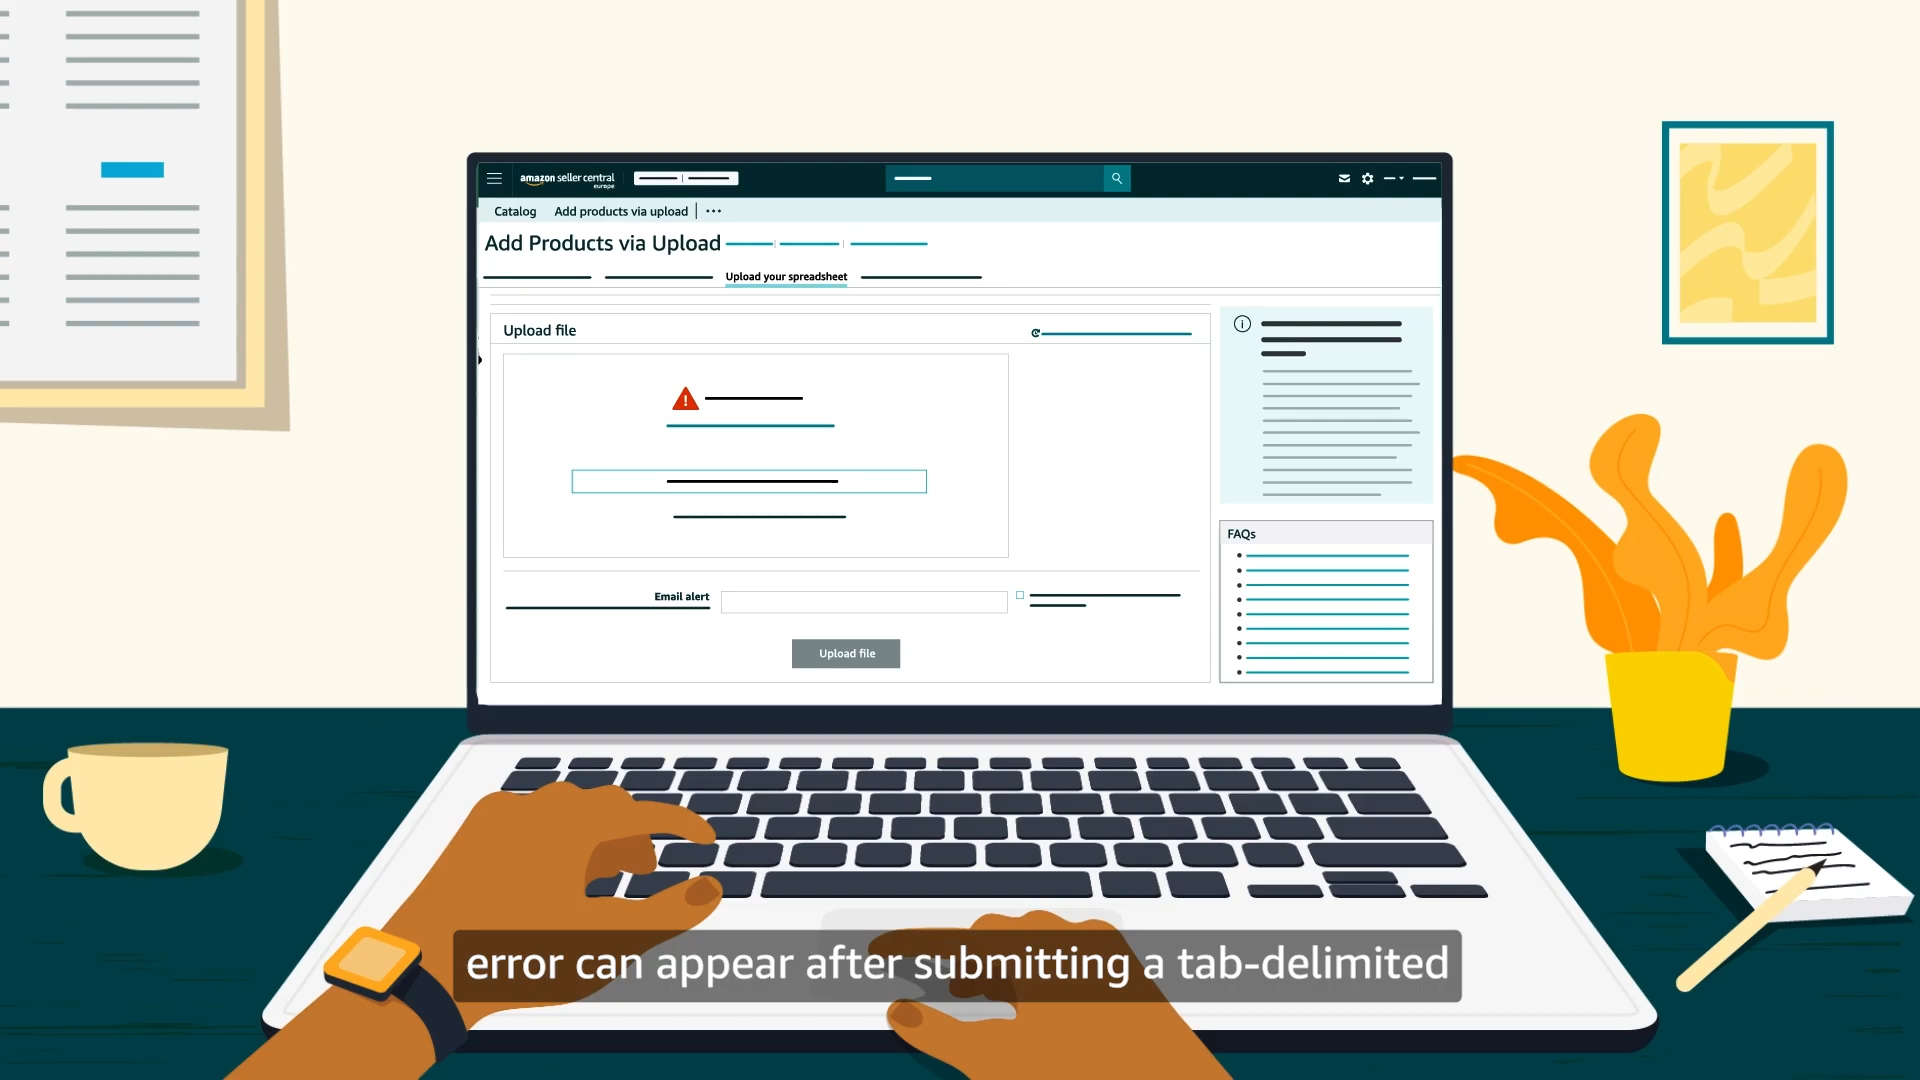 amazon seller central
europe
Catalog
Add products via upload
Add Products via Upload
Upload your spreadsheet
Upload file
Email alert
Upload file
FAQs
error can appear after submitting a tab-delimited